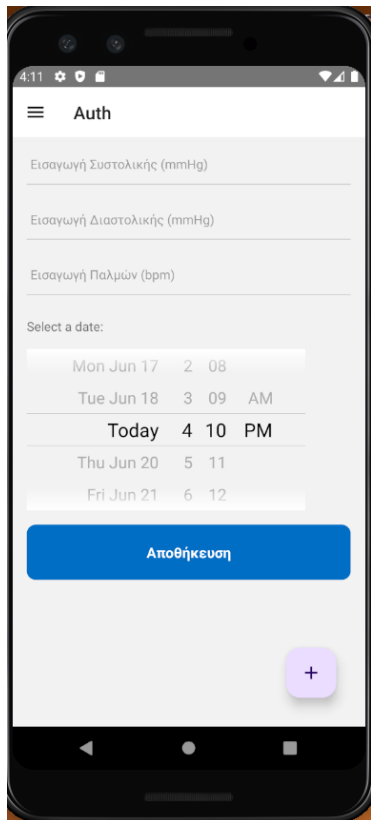 4:11
Auth
Εισαγωγή Συστολικής (mmHg)
Εισαγωγή Διαστολικής (mmHg)
Εισαγωγή Παλμών (bpm)
Select a date:
Mon Jun 17 2 08
Tue Jun 18 3 09 AM
Today 4 10 PM
Thu Jun 20 5 11
Fri Jun 21 6 12
Αποθήκευση
+